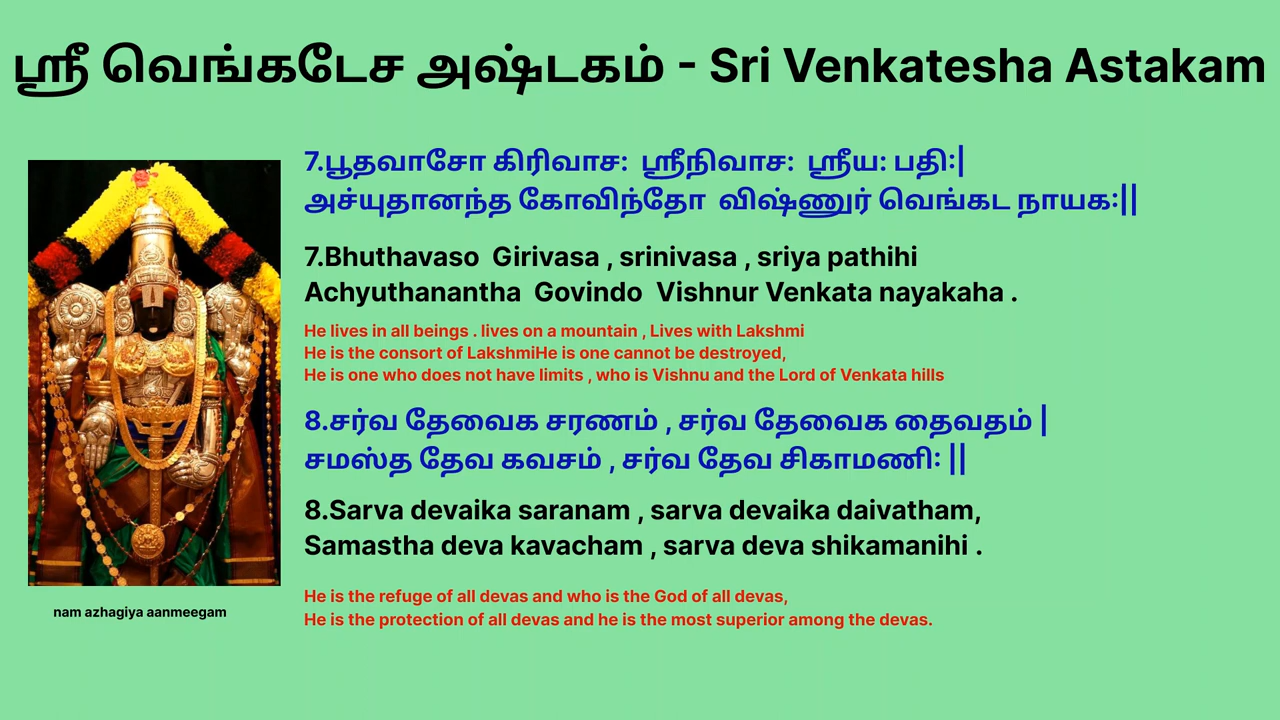 ஸ்ரீ வெங்கடேச அஷ்டகம் - Sri Venkatesha Astakam
7.பூதவாசோ கிரிவாச: ஸ்ரீநிவாச: ஸ்ரீய: பதி:|
அச்யுதானந்த கோவிந்தோ விஷ்ணுர் வெங்கட நாயக:||
7.Bhuthavaso Girivasa , srinivasa , sriya pathihi
Achyuthanantha Govindo Vishnur Venkata nayakaha .
He lives in all beings . lives on a mountain , Lives with Lakshmi
He is the consort of LakshmiHe is one cannot be destroyed,
He is one who does not have limits , who is Vishnu and the Lord of Venkata hills
8.சர்வ தேவைக சரணம் , சர்வ தேவைக தைவதம் |
சமஸ்த தேவ கவசம் , சர்வ தேவ சிகாமணி: ||
8.Sarva devaika saranam , sarva devaika daivatham,
Samastha deva kavacham , sarva deva shikamanihi .
He is the refuge of all devas and who is the God of all devas,
He is the protection of all devas and he is the most superior among the devas.
nam azhagiya aanmeegam